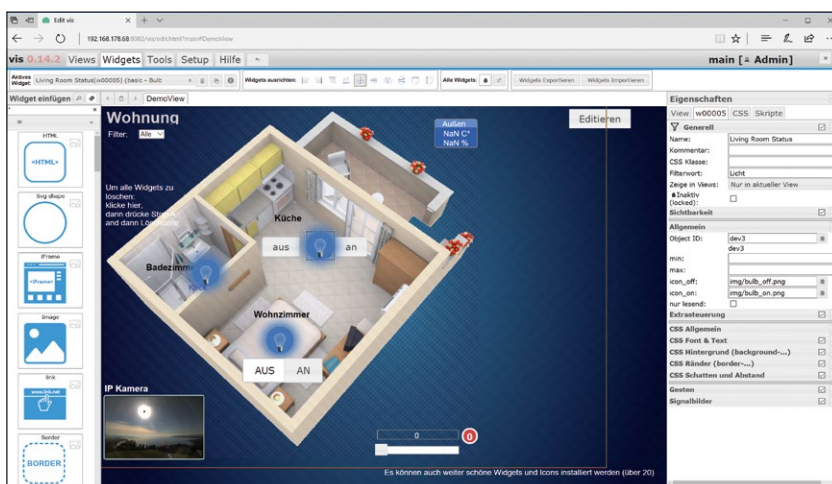 Edit vis
192.168.178.68:8082/vis/edit.html?main#DemoView
vis 0.14.2 Views Widgets Tools Setup Hilfe
main [Admin]
Aktives Widget: Living Room Status[w00005] (basic - Bulb
Widgets ausrichten:
Alle Widgets:
Widgets Exportieren Widgets Importieren
Widget einfügen
DemoView
HTML
<HTML>
Svg shape
iFrame
<iFrame>
Image
link
www.link.net
Border
BORDER
Wohnung
Filter: Alle
Außen
NaN C°
NaN %
Editieren
Um alle Widgets zu
löschen:
klicke hier,
dann drücke
and dann
Küche
aus an
Badezimmer
Klick
Wohnzimmer
AUS AN
IP Kamera
0
0
Es können auch weiter schöne Widgets und Icons installiert werden (über 20)
Eigenschaften
View w00005 CSS Skripte
Generell
Name: Living Room Status
Kommentar:
CSS Klasse:
Filterwort: Licht
Zeige in Views: Nur in aktueller View
Inaktiv
(locked):
Sichtbarkeit
Allgemein
Object ID: dev3
dev3
min:
max:
icon_off: img/bulb_off.png
icon_on: img/bulb_on.png
nur lesend:
Extrasteuerung
CSS Allgemein
CSS Font & Text
CSS Hintergrund (background-...)
CSS Ränder (border-...)
CSS Schatten und Abstand
Gesten
Signalbilder